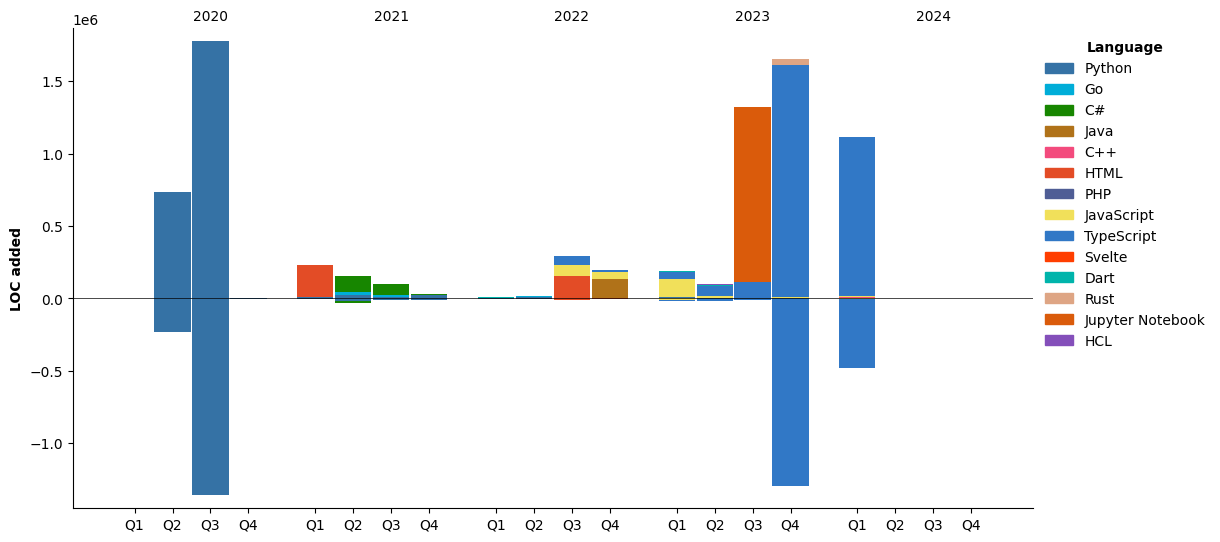 1e6
2020 2021 2022 2023 2024
LOC added
1.5
1.0
0.5
0.0
−0.5
−1.0
Q1 Q2 Q3 Q4 Q1 Q2 Q3 Q4 Q1 Q2 Q3 Q4 Q1 Q2 Q3 Q4 Q1 Q2 Q3 Q4
Language
Python
Go
C#
Java
C++
HTML
PHP
JavaScript
TypeScript
Svelte
Dart
Rust
Jupyter Notebook
HCL